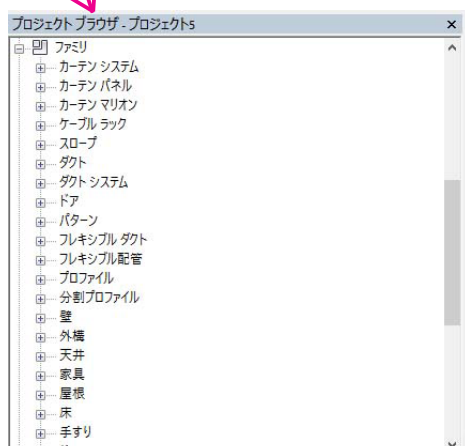 プロジェクト ブラウザ - プロジェクト5
ファミリ
カーテン システム
カーテン パネル
カーテン マリオン
ケーブル ラック
スロープ
ダクト
ダクト システム
ドア
パターン
フレキシブル ダクト
フレキシブル配管
プロファイル
分割プロファイル
壁
外構
天井
家具
屋根
床
手すり